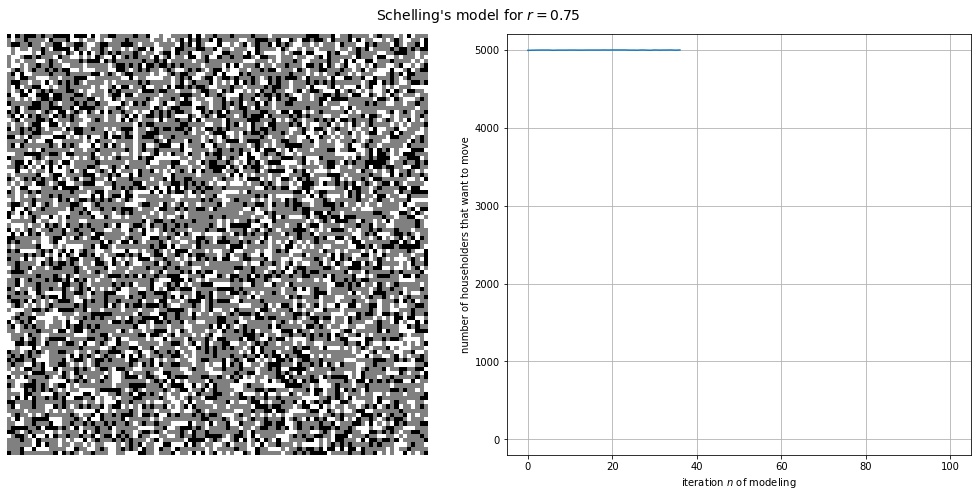 Schelling's model for r = 0.75
5000
4000
3000
2000
1000
0
number of householders that want to move
0 20 40 60 80 100
iteration n of modeling